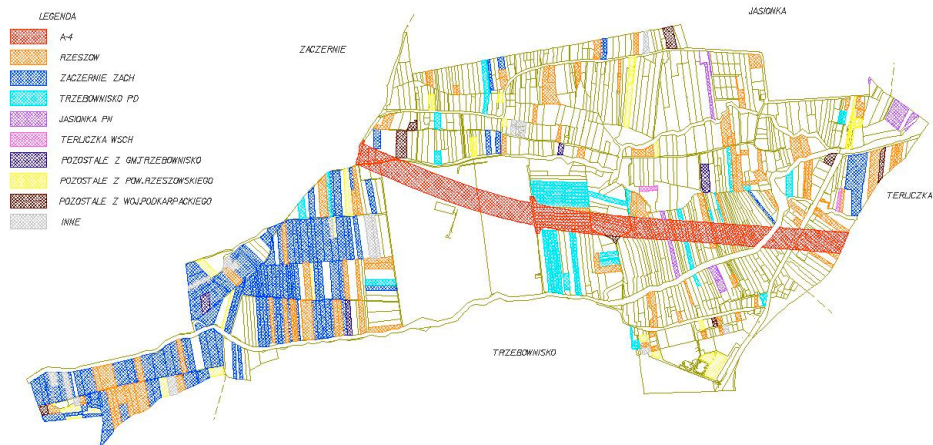 LEGENDA
A-4
RZESZOW
ZACZERNIE ZACH
TRZEBOWNISKO PD
JASIONKA PN
TERLICZKA WSCH
POZOSTALE Z GM.TRZEBOWNISKO
POZOSTALE Z POW.RZESZOWSKIEGO
POZOSTALE Z WOJ.PODKARPACKIEGO
INNE
ZACZERNIE
JASIONKA
TERLICZKA
TRZEBOWNISKO